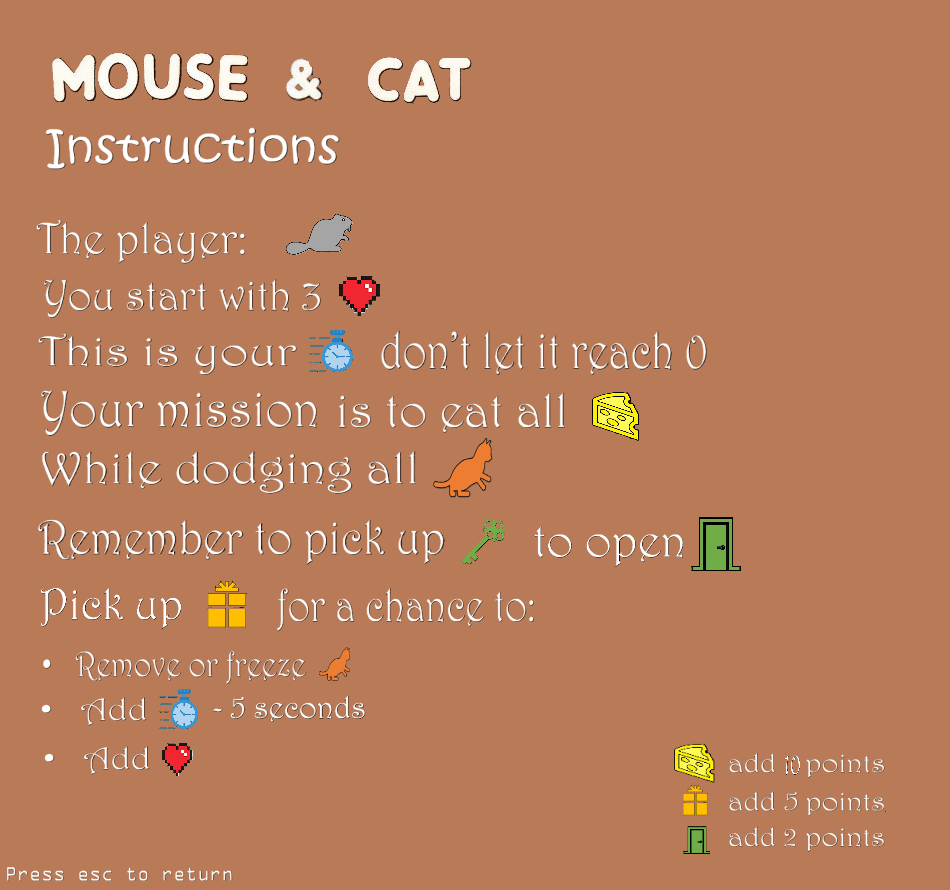 MOUSE & CAT
Instructions
The player:
You start with 3
This is your don't let it reach 0
Your mission is to eat all
While dodging all
Remember to pick up to open
Pick up for a chance to:
• Remove or freeze
• Add - 5 seconds
• Add
add 10 points
add 5 points
add 2 points
Press esc to return